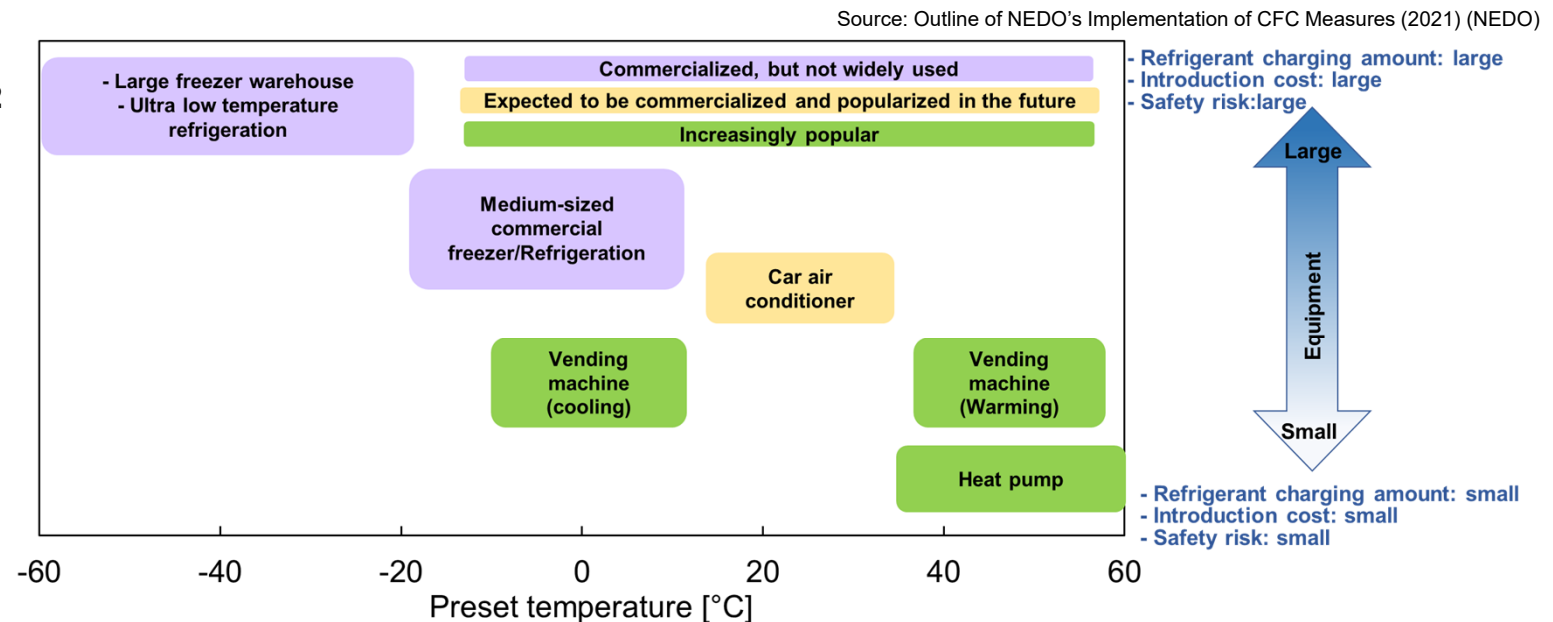 Source: Outline of NEDO's Implementation of CFC Measures (2021) (NEDO)
- Large freezer warehouse
- Ultra low temperature
refrigeration
Commercialized, but not widely used
Expected to be commercialized and popularized in the future
Increasingly popular
- Refrigerant charging amount: large
- Introduction cost: large
- Safety risk:large
Large
Equipment
Small
Medium-sized
commercial
freezer/Refrigeration
Car air
conditioner
Vending
machine
(cooling)
Vending
machine
(Warming)
Heat pump
- Refrigerant charging amount: small
- Introduction cost: small
- Safety risk: small
-60 -40 -20 0 20 40 60
Preset temperature [°C]